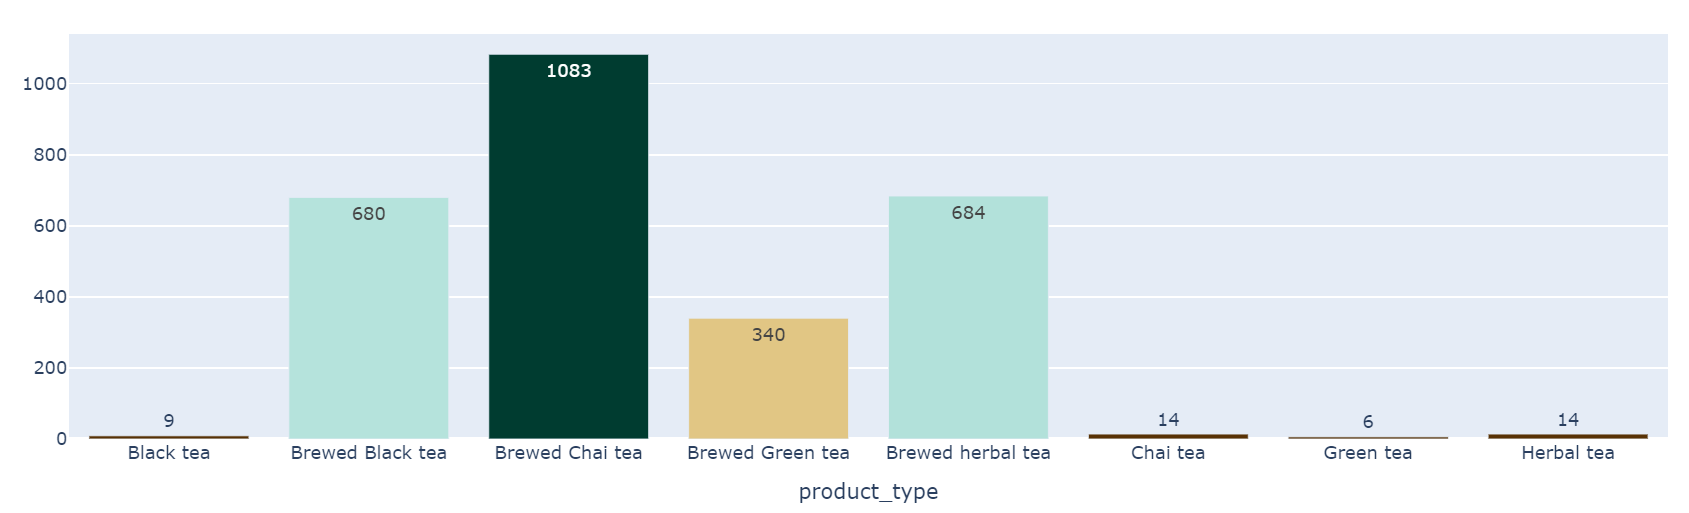 1083
1000
800
680
684
600
400
340
200
9
14
6
14
0
Black tea
Brewed Black tea
Brewed Chai tea
Brewed Green tea
Brewed herbal tea
Chai tea
Green tea
Herbal tea
product_type